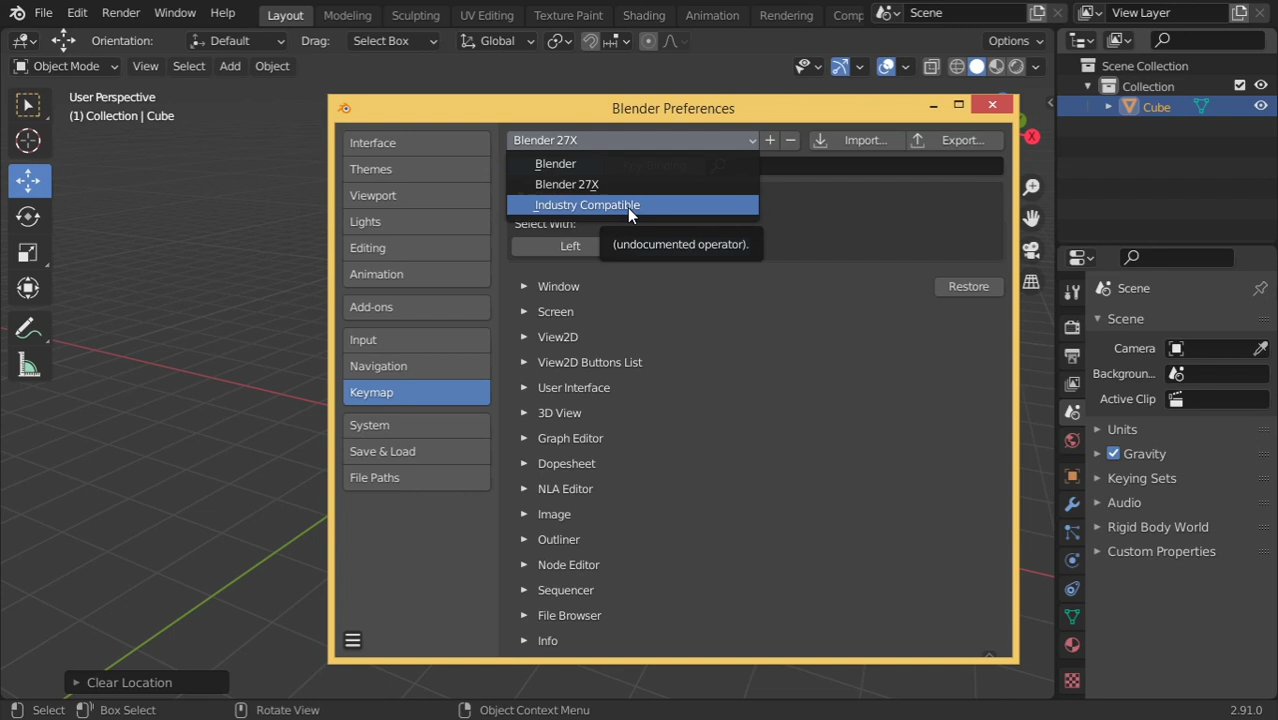 File Edit Render Window Help Layout Modeling Sculpting UV Editing Texture Paint Shading Animation Rendering Comp Scene View Layer
Orientation: Default Drag: Select Box Global Options
Object Mode View Select Add Object
User Perspective
(1) Collection | Cube
Scene Collection
Collection
Cube
Blender Preferences
Interface
Themes
Viewport
Lights
Editing
Animation
Add-ons
Input
Navigation
Keymap
System
Save & Load
File Paths
Blender 27X Import... Export...
Blender
Blender 27X
Industry Compatible
Select With:
Left
(undocumented operator).
Window Restore
Screen
View2D
View2D Buttons List
User Interface
3D View
Graph Editor
Dopesheet
NLA Editor
Image
Outliner
Node Editor
Sequencer
File Browser
Info
Scene
Scene
Camera
Backgroun...
Active Clip
Units
Gravity
Keying Sets
Audio
Rigid Body World
Custom Properties
Clear Location
Select Box Select Rotate View Object Context Menu 2.91.0